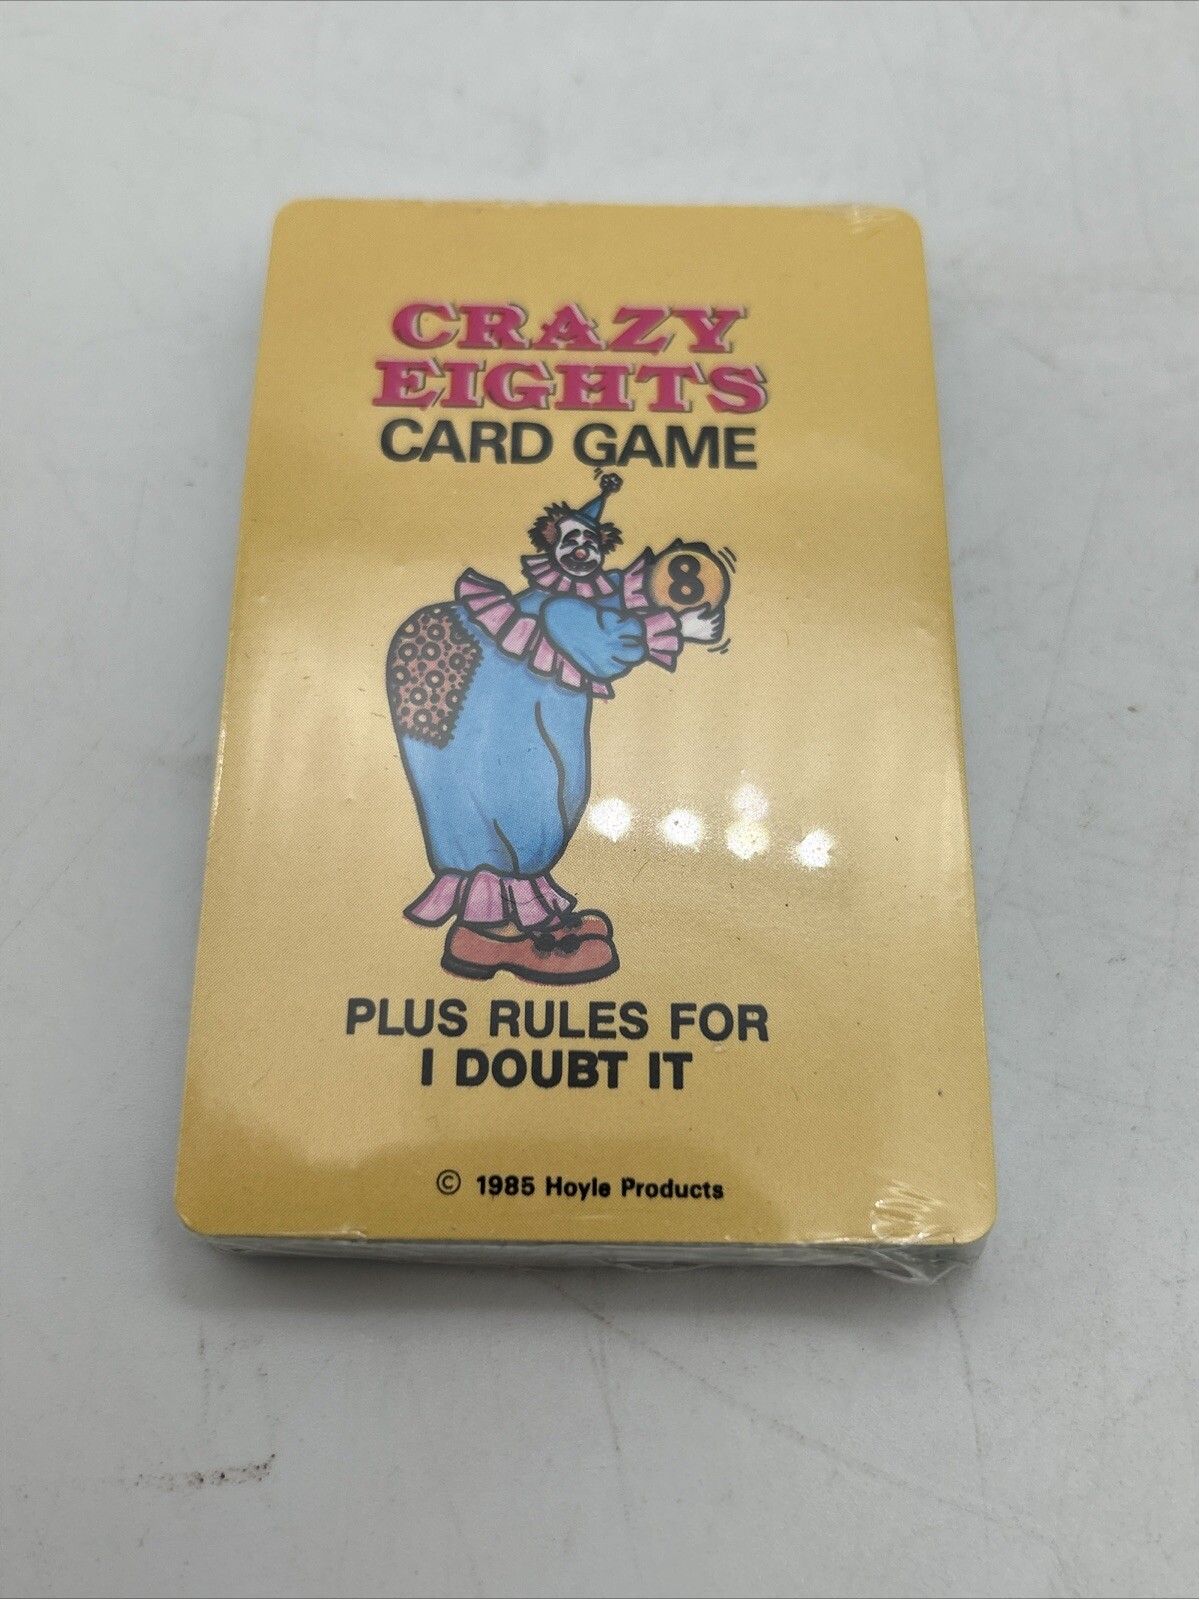 CRAZY
EIGHTS
CARD GAME
8
PLUS RULES FOR
I DOUBT IT
© 1985 Hoyle Products